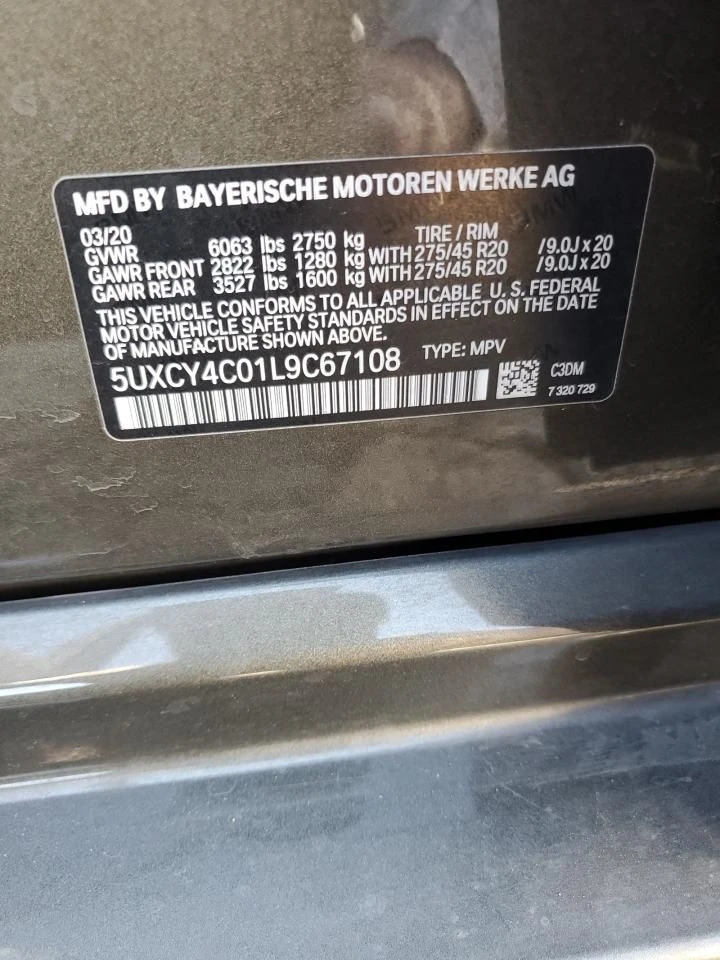 MFD BY BAYERISCHE MOTOREN WERKE AG
03/20 TIRE / RIM
GVWR 6063 lbs 2750 kg
GAWR FRONT 2822 lbs 1280 kg WITH 275/45 R20 /9.0J x 20
GAWR REAR 3527 lbs 1600 kg WITH 275/45 R20 /9.0J x 20
THIS VEHICLE CONFORMS TO ALL APPLICABLE U. S. FEDERAL
MOTOR VEHICLE SAFETY STANDARDS IN EFFECT ON THE DATE
OF MANUFACTURE SHOWN ABOVE.
5UXCY4C01L9C67108 TYPE: MPV
C3DM
7 320 729